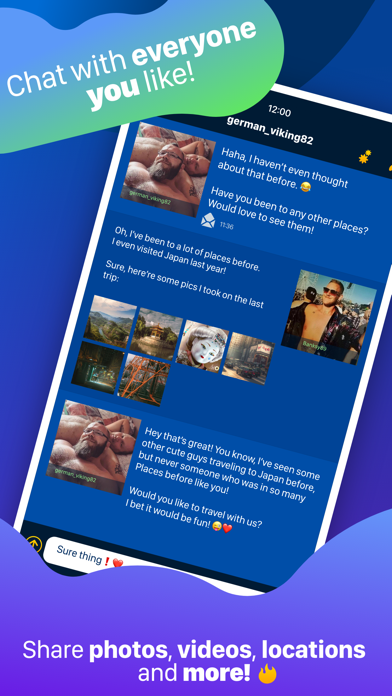 Chat with everyone
you like!
12:00
german_viking82
Haha, I haven't even thought
about that before. 😂
Have you been to any other places?
Would love to see them!
german_viking82
11:36
Oh, I've been to a lot of places before.
I even visited Japan last year!
Sure, here're some pics I took on the last
trip:
Hey that's great! You know, I've seen some
other cute guys traveling to Japan before,
but never someone who was in so many
Places before like you!
german_viking82
Would you like to travel with us?
I bet it would be fun! 😅❤️
Sure thing❗❤️
Share photos, videos, locations
and more! 🔥